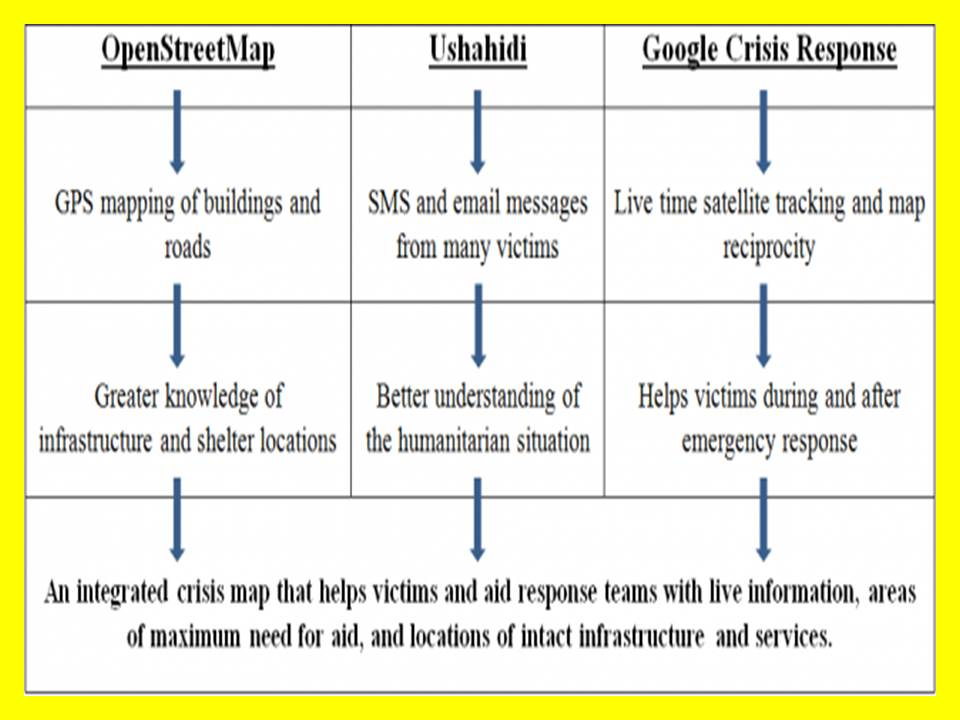 OpenStreetMap
Ushahidi
Google Crisis Response
GPS mapping of buildings and
roads
SMS and email messages
from many victims
Live time satellite tracking and map
reciprocity
Greater knowledge of
infrastructure and shelter locations
Better understanding of
the humanitarian situation
Helps victims during and after
emergency response
An integrated crisis map that helps victims and aid response teams with live information, areas
of maximum need for aid, and locations of intact infrastructure and services.